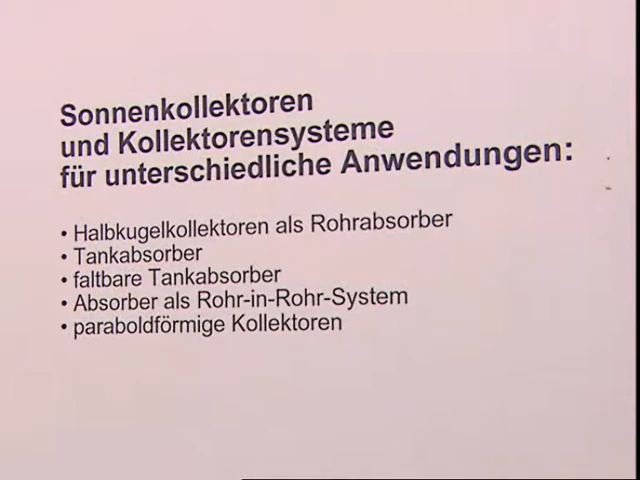 Sonnenkollektoren
und Kollektorensysteme
für unterschiedliche Anwendungen:
• Halbkugelkollektoren als Rohrabsorber
• Tankabsorber
• faltbare Tankabsorber
• Absorber als Rohr-in-Rohr-System
• paraboldförmige Kollektoren